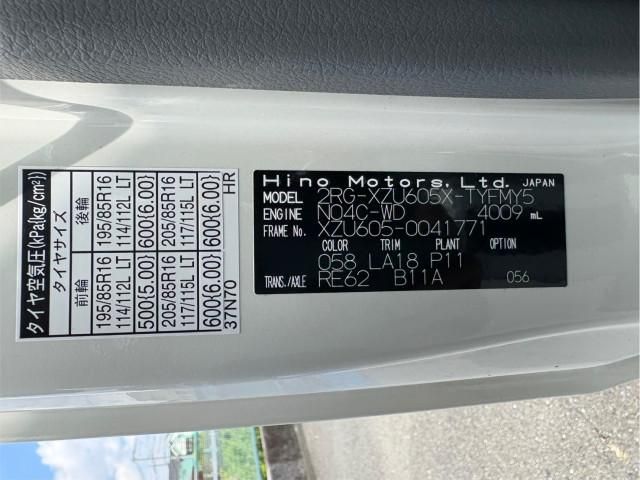 タイヤ空気圧(kPa{kg/cm²})
タイヤサイズ
前輪 後輪
195/85R16 195/85R16
114/112L LT 114/112L LT
500{5.00} 600{6.00}
205/85R16 205/85R16
117/115L LT 117/115L LT
600{6.00} 600{6.00}
37N70 HR
Hino Motors, Ltd. JAPAN
MODEL 2RG-XZU605X-TYFMY5
ENGINE N04C-WD 4009 mL
FRAME No. XZU605-0041771
COLOR TRIM PLANT OPTION
058 LA18 P11
TRANS./AXLE RE62 B11A 056